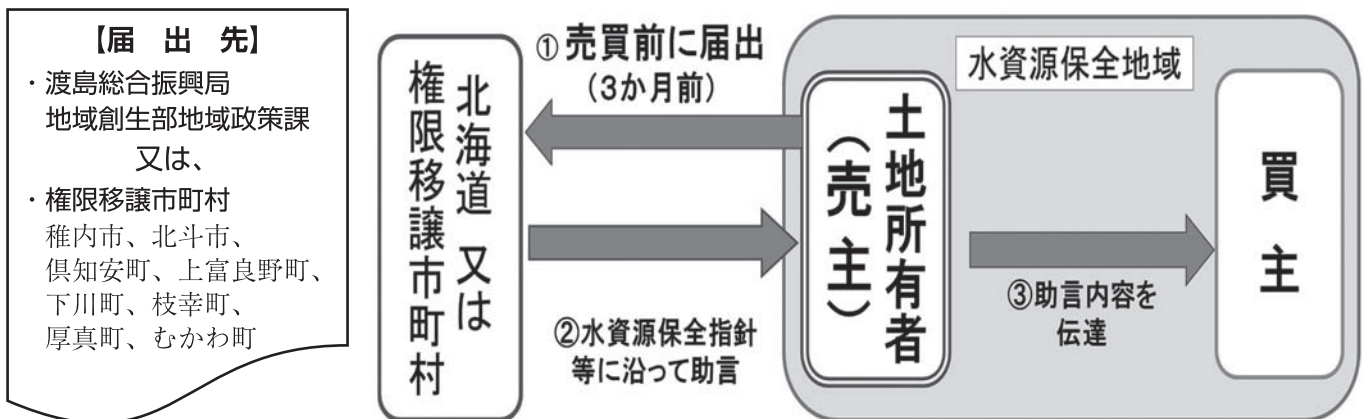 【届　出　先】
・渡島総合振興局
地域創生部地域政策課
又は、
・権限移譲市町村
稚内市、北斗市、
倶知安町、上富良野町、
下川町、枝幸町、
厚真町、むかわ町
北海道 又は
権限移譲市町村
①売買前に届出
（3か月前）
②水資源保全指針
等に沿って助言
水資源保全地域
土地所有者
（売主）
③助言内容を
伝達
買主